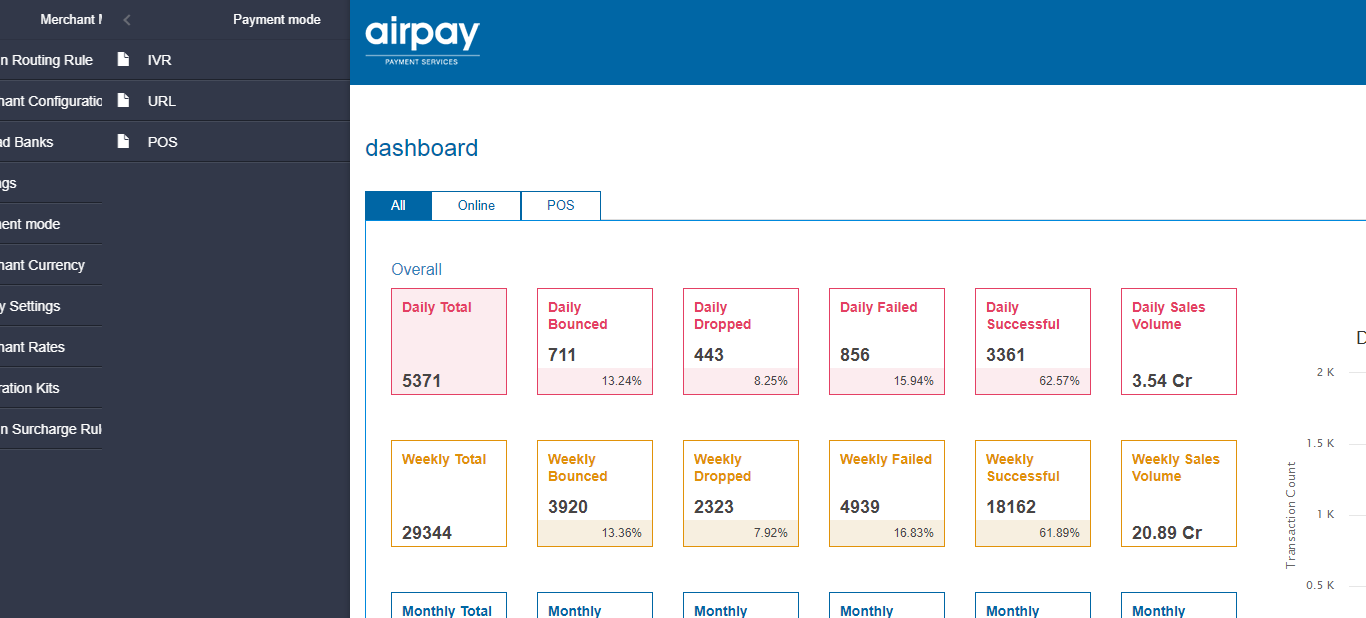 Merchant M
Payment mode
n Routing Rule
IVR
hant Configuratio
URL
nd Banks
POS
ngs
ment mode
hant Currency
y Settings
hant Rates
ration Kits
n Surcharge Rul
airpay
PAYMENT SERVICES
dashboard
All Online POS
Overall
Daily Total
5371
Daily
Bounced
711
13.24%
Daily
Dropped
443
8.25%
Daily Failed
856
15.94%
Daily
Successful
3361
62.57%
Daily Sales
Volume
3.54 Cr
Weekly Total
29344
Weekly
Bounced
3920
13.36%
Weekly
Dropped
2323
7.92%
Weekly Failed
4939
16.83%
Weekly
Successful
18162
61.89%
Weekly Sales
Volume
20.89 Cr
Monthly Total
Monthly
Monthly
Monthly
Monthly
Monthly
D
2 K
1.5 K
1 K
0.5 K
Transaction Count